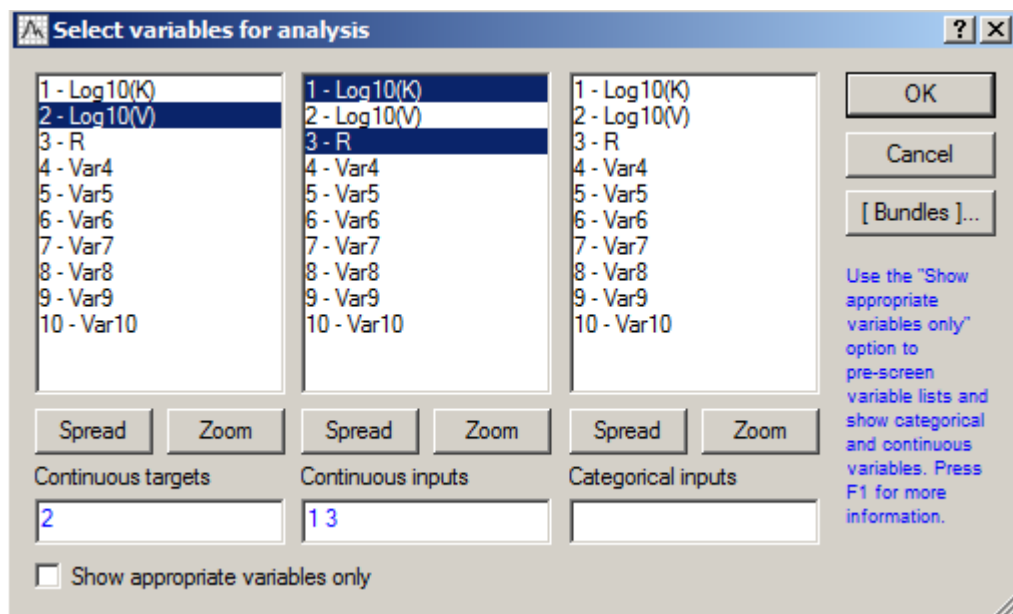 Select variables for analysis
1 - Log10(K)
2 - Log10(V)
3 - R
4 - Var4
5 - Var5
6 - Var6
7 - Var7
8 - Var8
9 - Var9
10 - Var10
Spread
Zoom
Continuous targets
2
1 - Log10(K)
2 - Log10(V)
3 - R
4 - Var4
5 - Var5
6 - Var6
7 - Var7
8 - Var8
9 - Var9
10 - Var10
Spread
Zoom
Continuous inputs
1 3
1 - Log10(K)
2 - Log10(V)
3 - R
4 - Var4
5 - Var5
6 - Var6
7 - Var7
8 - Var8
9 - Var9
10 - Var10
Spread
Zoom
Categorical inputs
OK
Cancel
[ Bundles ]...
Use the "Show
appropriate
variables only"
option to
pre-screen
variable lists and
show categorical
and continuous
variables. Press
F1 for more
information.
Show appropriate variables only